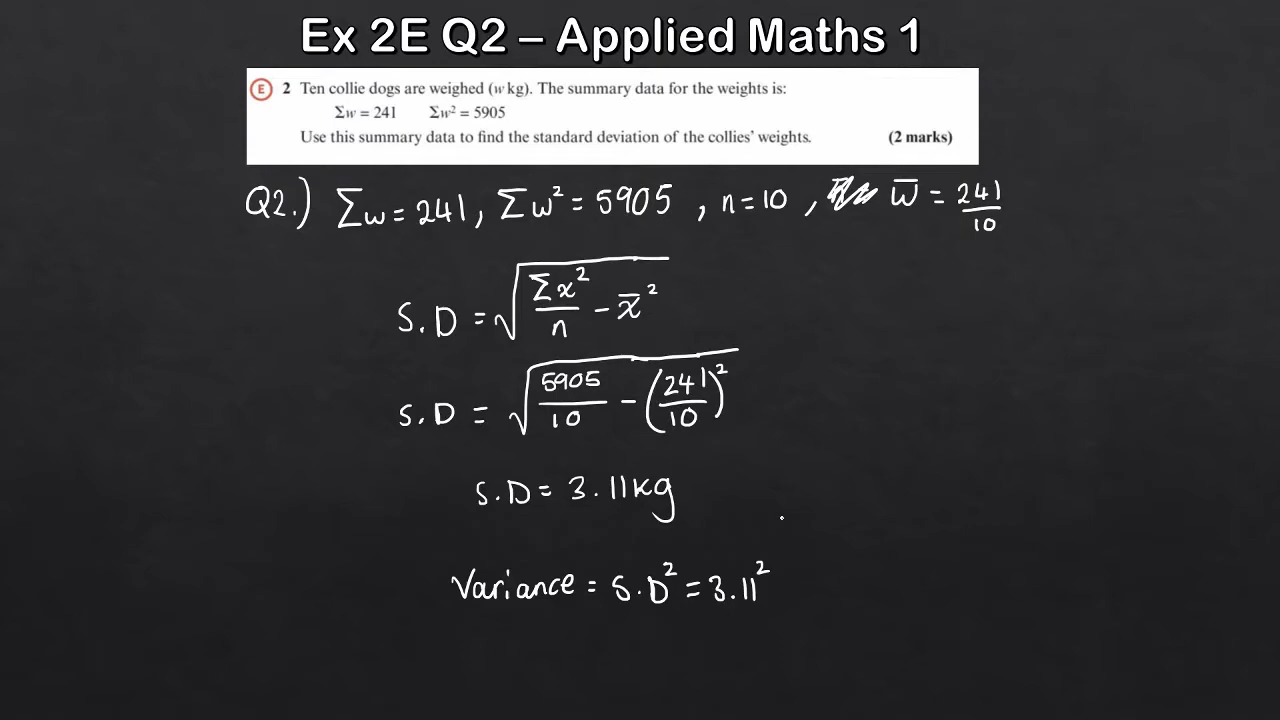 Ex 2E Q2 – Applied Maths 1
E 2 Ten collie dogs are weighed (w kg). The summary data for the weights is:
Σw = 241 Σw² = 5905
Use this summary data to find the standard deviation of the collies' weights. (2 marks)
Q2.) Σw = 241, Σw² = 5905, n = 10, w̅ = 241/10
S.D = √(Σx²/n − x̅²)
S.D = √(5905/10 − (241/10)²)
S.D = 3.11kg
Variance = S.D² = 3.11²